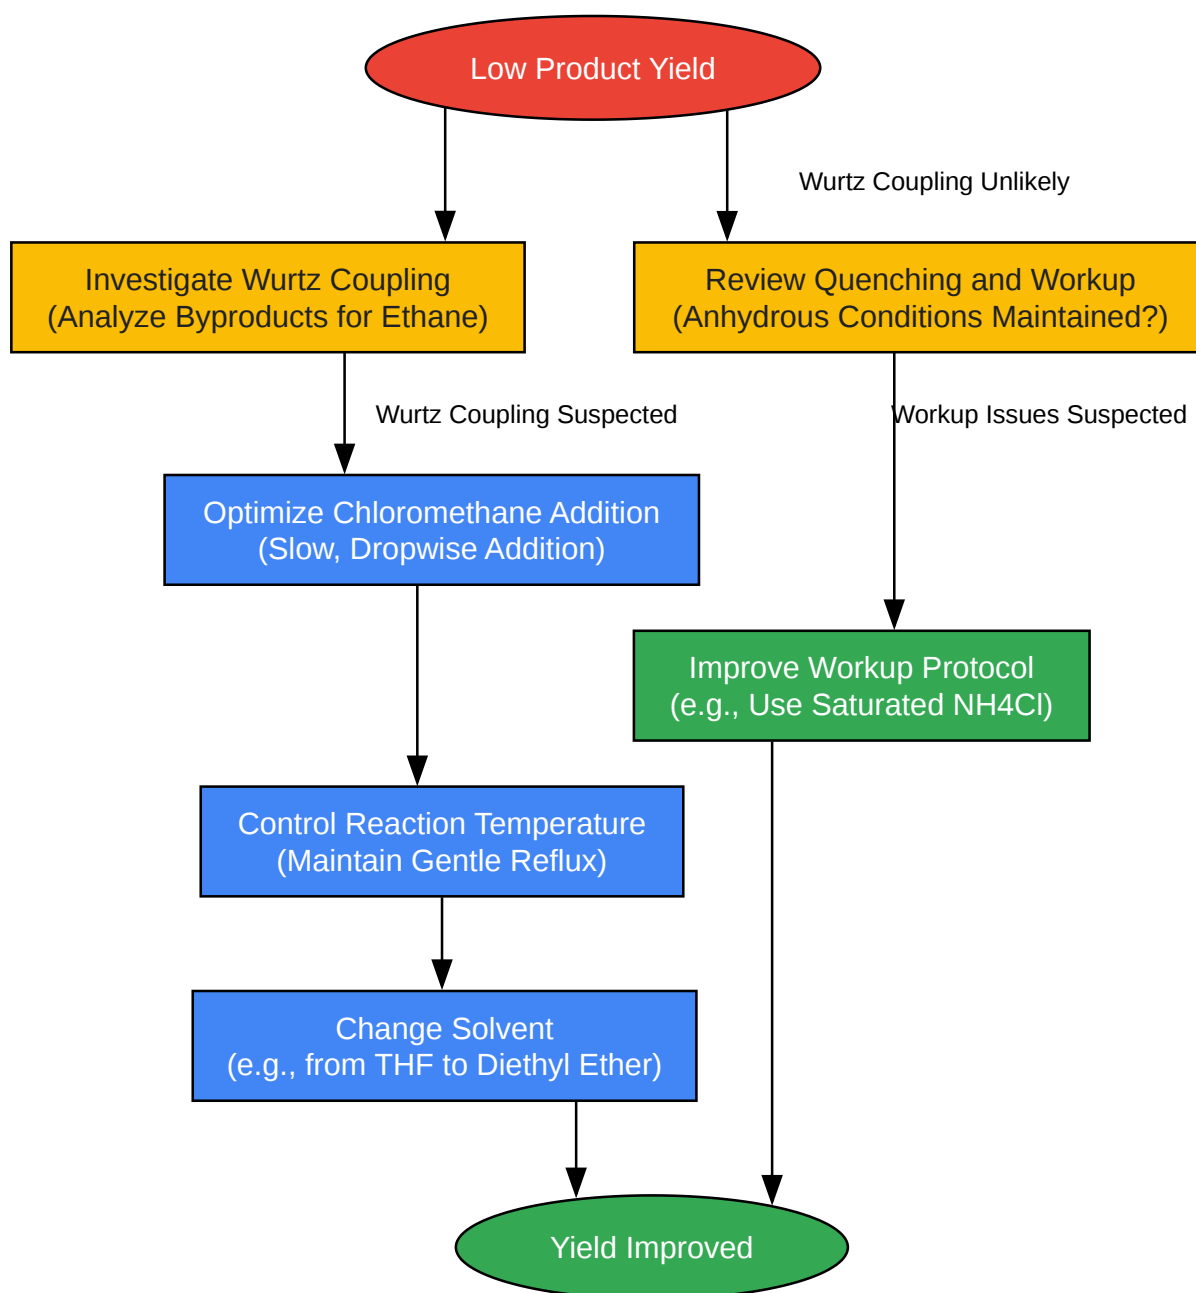 Low Product Yield
Wurtz Coupling Unlikely
Investigate Wurtz Coupling
(Analyze Byproducts for Ethane)
Review Quenching and Workup
(Anhydrous Conditions Maintained?)
Wurtz Coupling Suspected
Workup Issues Suspected
Optimize Chloromethane Addition
(Slow, Dropwise Addition)
Improve Workup Protocol
(e.g., Use Saturated NH4Cl)
Control Reaction Temperature
(Maintain Gentle Reflux)
Change Solvent
(e.g., from THF to Diethyl Ether)
Yield Improved